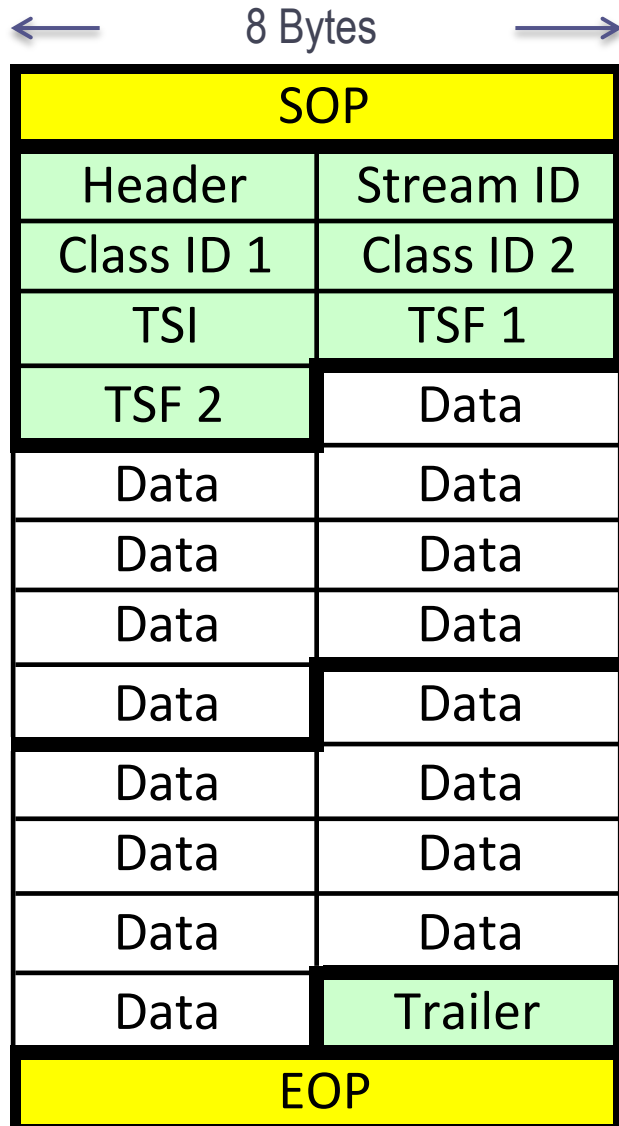 8 Bytes
SOP
Header Stream ID
Class ID 1 Class ID 2
TSI TSF 1
TSF 2 Data
Data Data
Data Data
Data Data
Data Data
Data Data
Data Data
Data Data
Data Trailer
EOP